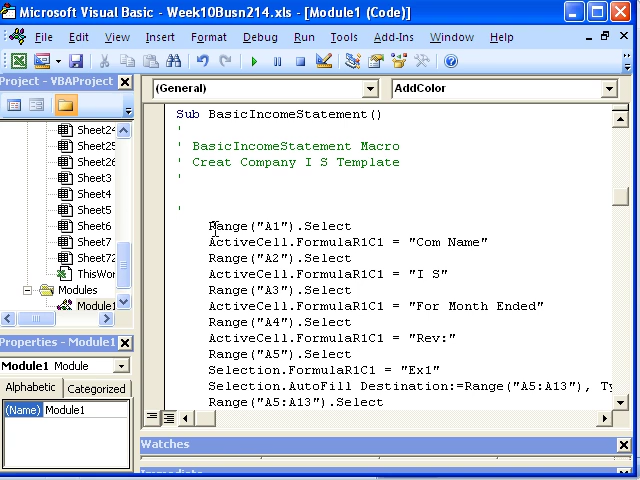 Microsoft Visual Basic - Week10Busn214.xls - [Module1 (Code)]
File Edit View Insert Format Debug Run Tools Add-Ins Window Help
Project - VBAProject
(General) AddColor
Sheet24
Sheet25
Sheet26
Sheet3
Sheet4
Sheet5
Sheet6
Sheet7
Sheet72
ThisWor
Modules
Module1
Properties - Module1
Module1 Module
Alphabetic Categorized
(Name) Module1
Sub BasicIncomeStatement()
'
' BasicIncomeStatement Macro
' Creat Company I S Template
'
'
Range("A1").Select
ActiveCell.FormulaR1C1 = "Com Name"
Range("A2").Select
ActiveCell.FormulaR1C1 = "I S"
Range("A3").Select
ActiveCell.FormulaR1C1 = "For Month Ended"
Range("A4").Select
ActiveCell.FormulaR1C1 = "Rev:"
Range("A5").Select
Selection.FormulaR1C1 = "Ex1"
Selection.AutoFill Destination:=Range("A5:A13"), Ty
Range("A5:A13").Select
Watches
Immediate